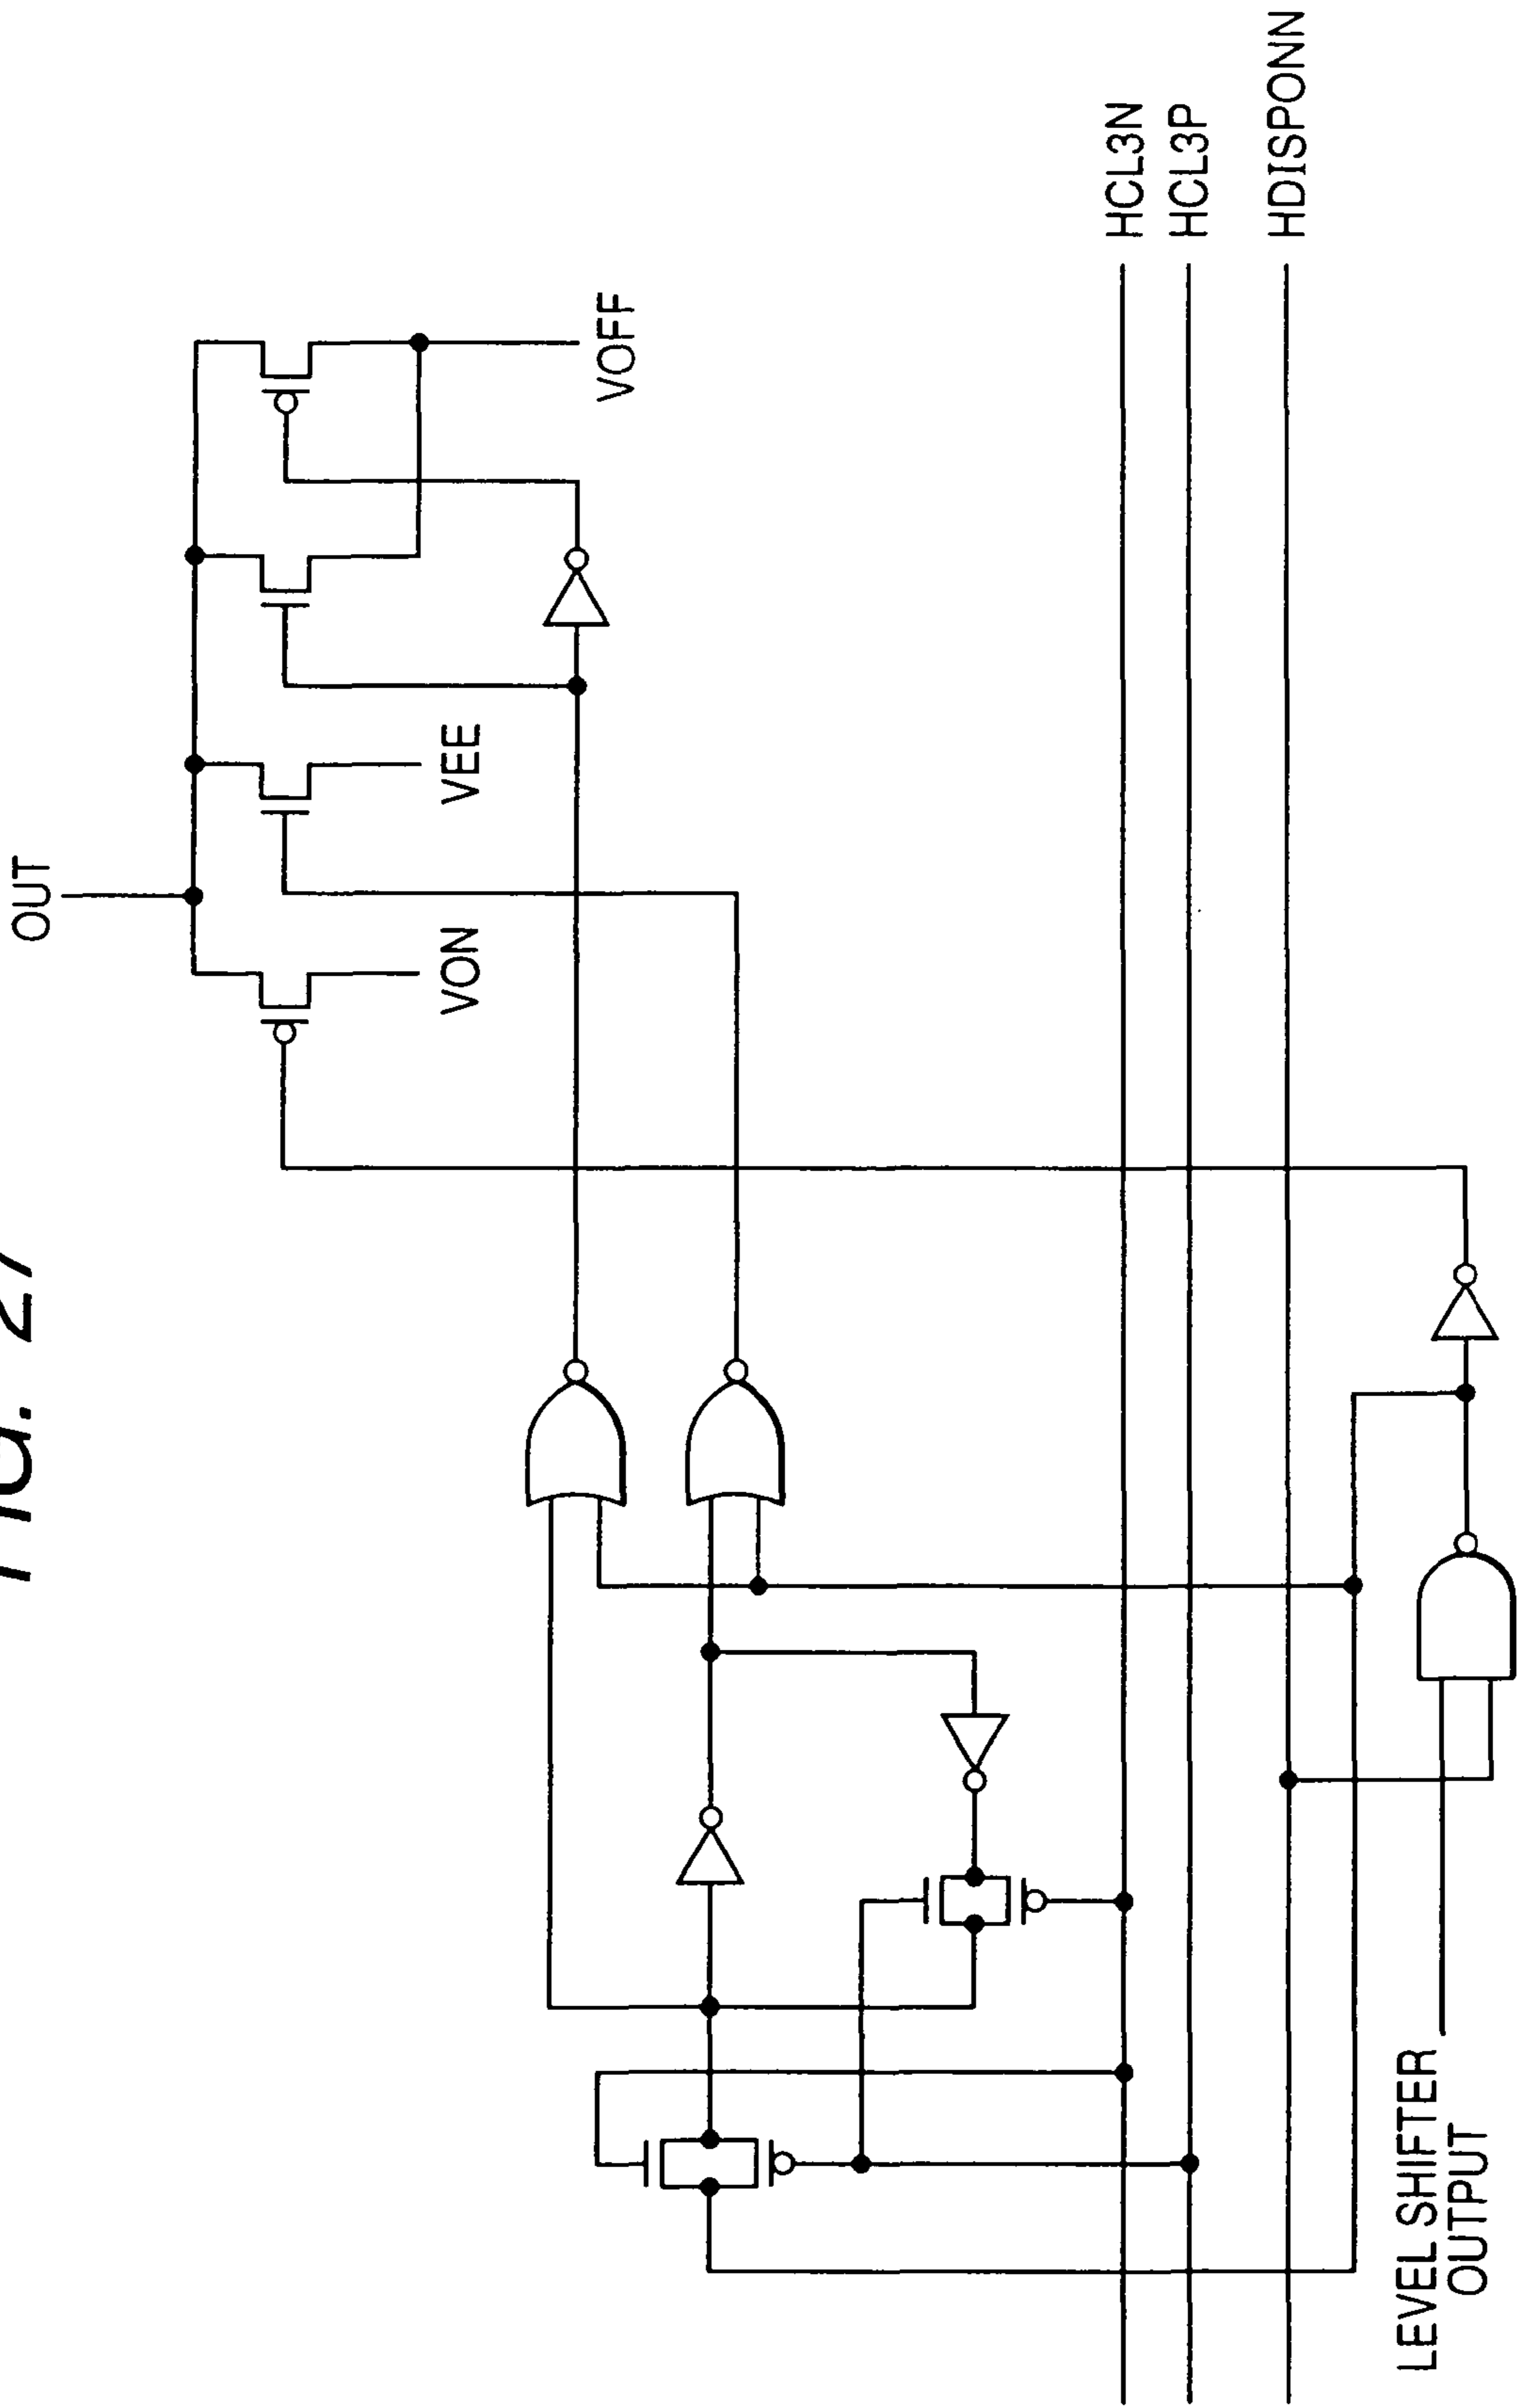 FIG. 27
OUT
VON
VEE
VOFF
HCL3N
HCL3P
HDISPONN
LEVEL SHIFTER
OUTPUT